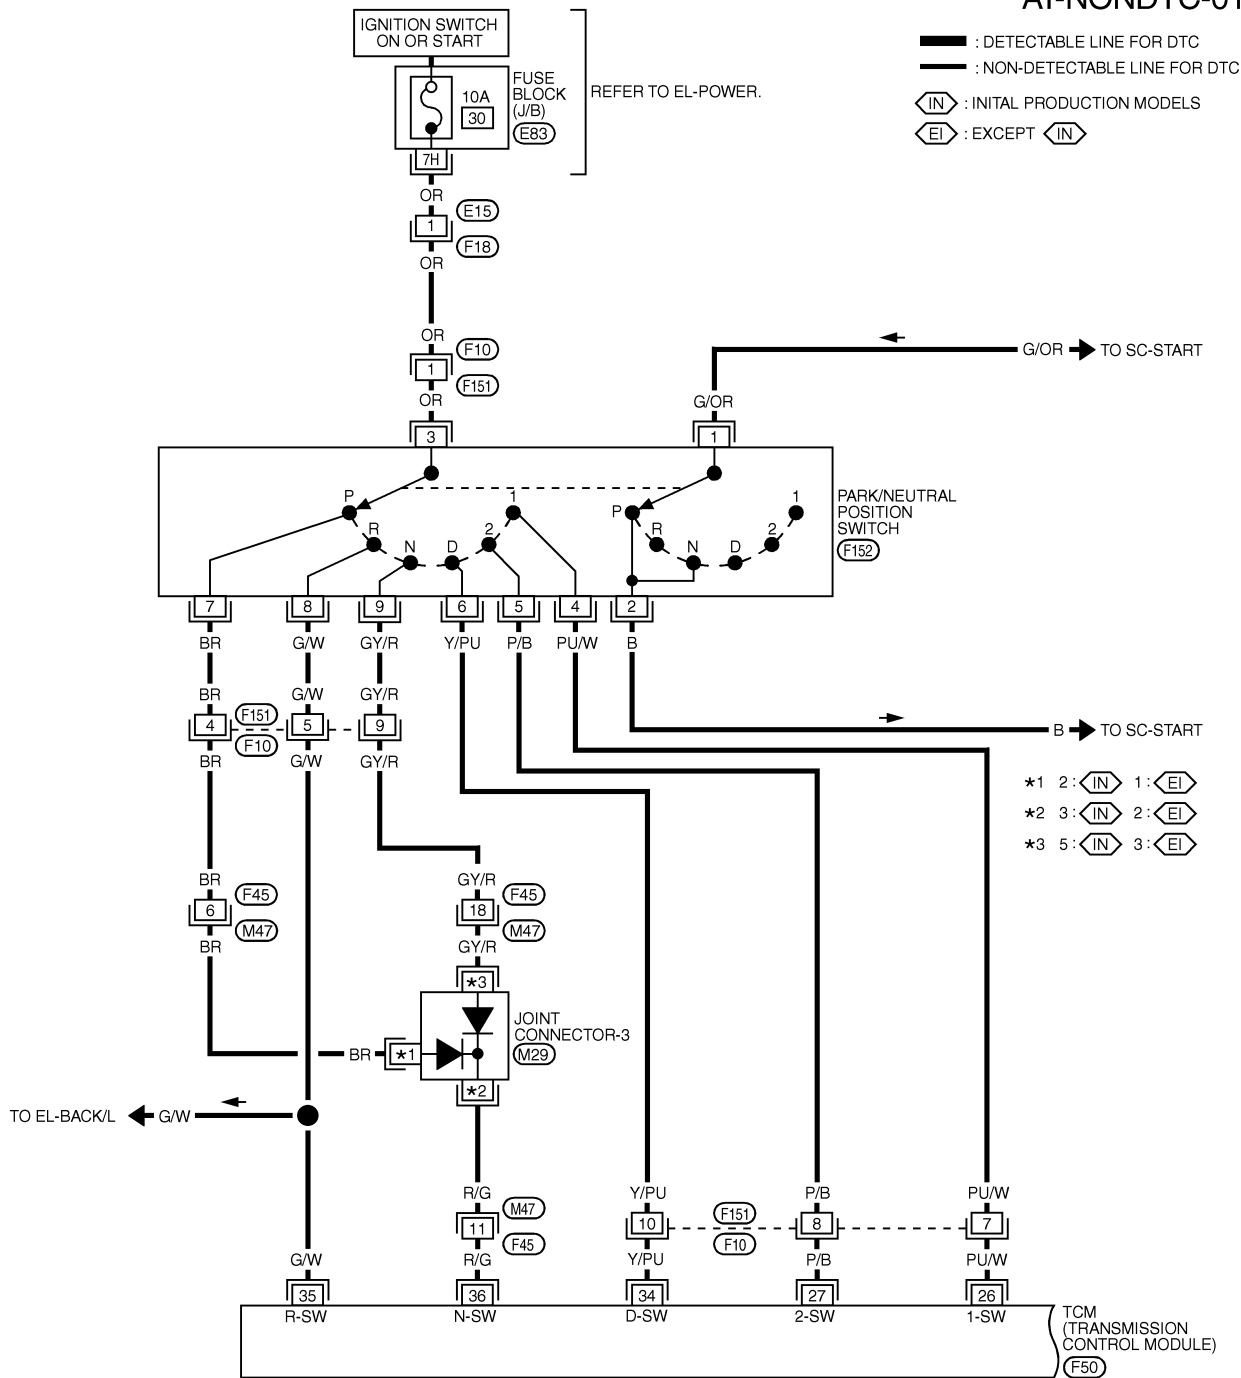 AT-NONDTC-01
IGNITION SWITCH
ON OR START
FUSE
BLOCK
(J/B)
E83
10A
30
7H
REFER TO EL-POWER.
: DETECTABLE LINE FOR DTC
: NON-DETECTABLE LINE FOR DTC
IN : INITAL PRODUCTION MODELS
EI : EXCEPT IN
OR
1 E15
F18
OR
OR
1 F10
F151
OR
3
G/OR TO SC-START
G/OR
1
P R N D 2 1
P R N D 2 1
PARK/NEUTRAL
POSITION
SWITCH
F152
7 8 9 6 5 4 2
BR G/W GY/R Y/PU P/B PU/W B
BR G/W GY/R
4 F151 5 9
F10
BR G/W GY/R
B TO SC-START
*1 2: IN 1: EI
*2 3: IN 2: EI
*3 5: IN 3: EI
BR GY/R
6 F45 18 F45
M47 M47
BR GY/R
*3
JOINT
CONNECTOR-3
M29
BR *1
*2
TO EL-BACK/L G/W
R/G Y/PU P/B PU/W
11 M47 10 F151 8 7
F45 F10
G/W R/G Y/PU P/B PU/W
35 36 34 27 26
R-SW N-SW D-SW 2-SW 1-SW
TCM
(TRANSMISSION
CONTROL MODULE)
F50